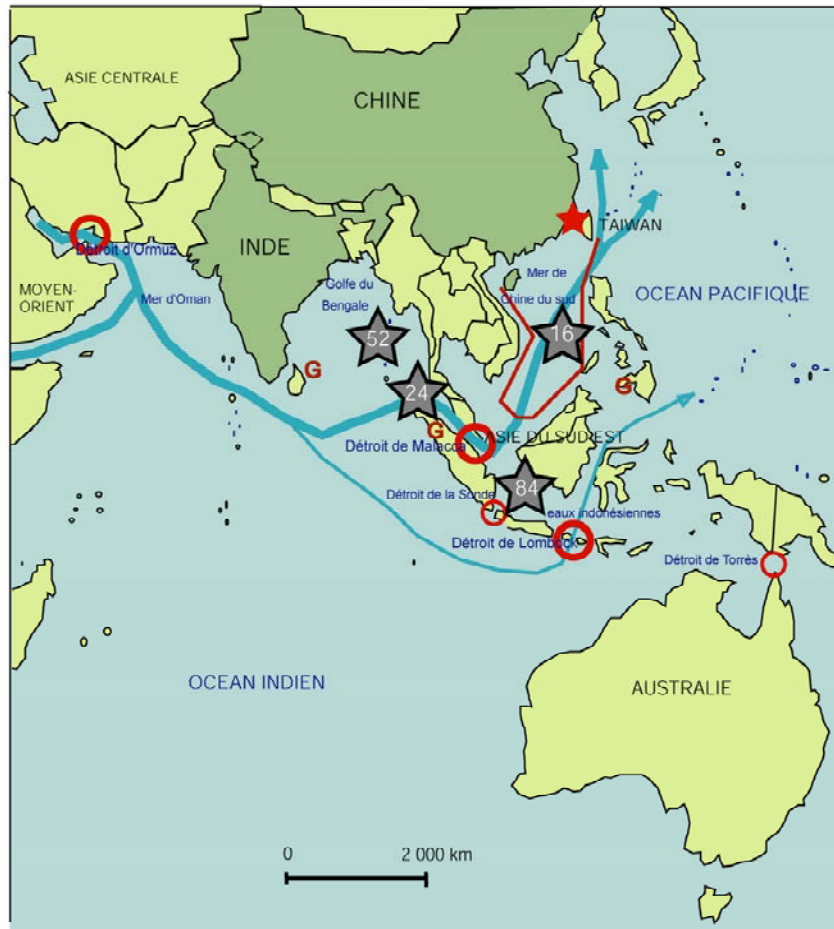 ASIE CENTRALE
CHINE
TAIWAN
Détroit d'Ormuz
INDE
MOYEN-
ORIENT
Mer d'Oman
Golfe du
Bengale
Mer de
Chine du sud
OCEAN PACIFIQUE
52
16
G
G
24
G
ASIE DU SUD EST
Détroit de Malacca
84
Détroit de la Sonde
eaux indonésiennes
Détroit de Lombock
Détroit de Torrès
OCEAN INDIEN
AUSTRALIE
0
2 000 km